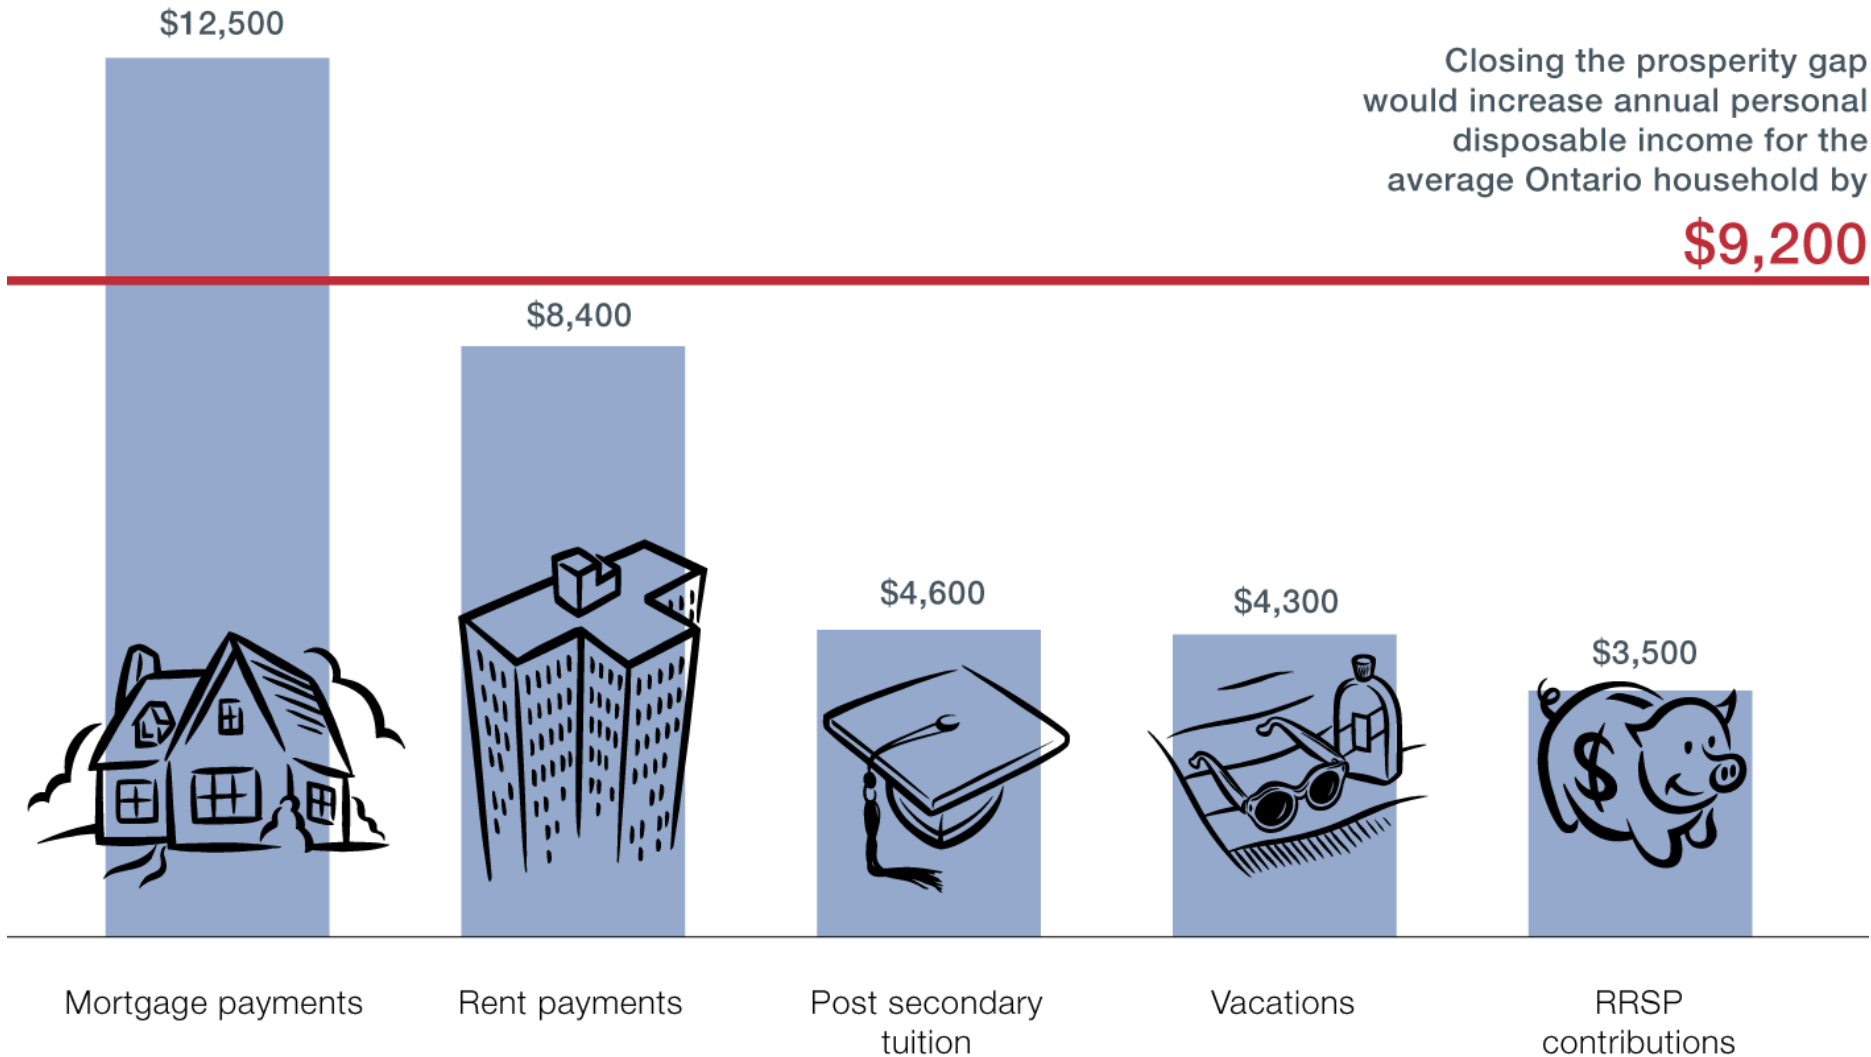 $12,500
Closing the prosperity gap
would increase annual personal
disposable income for the
average Ontario household by
$9,200
$8,400
$4,600
$4,300
$3,500
$
Mortgage payments
Rent payments
Post secondary
tuition
Vacations
RRSP
contributions